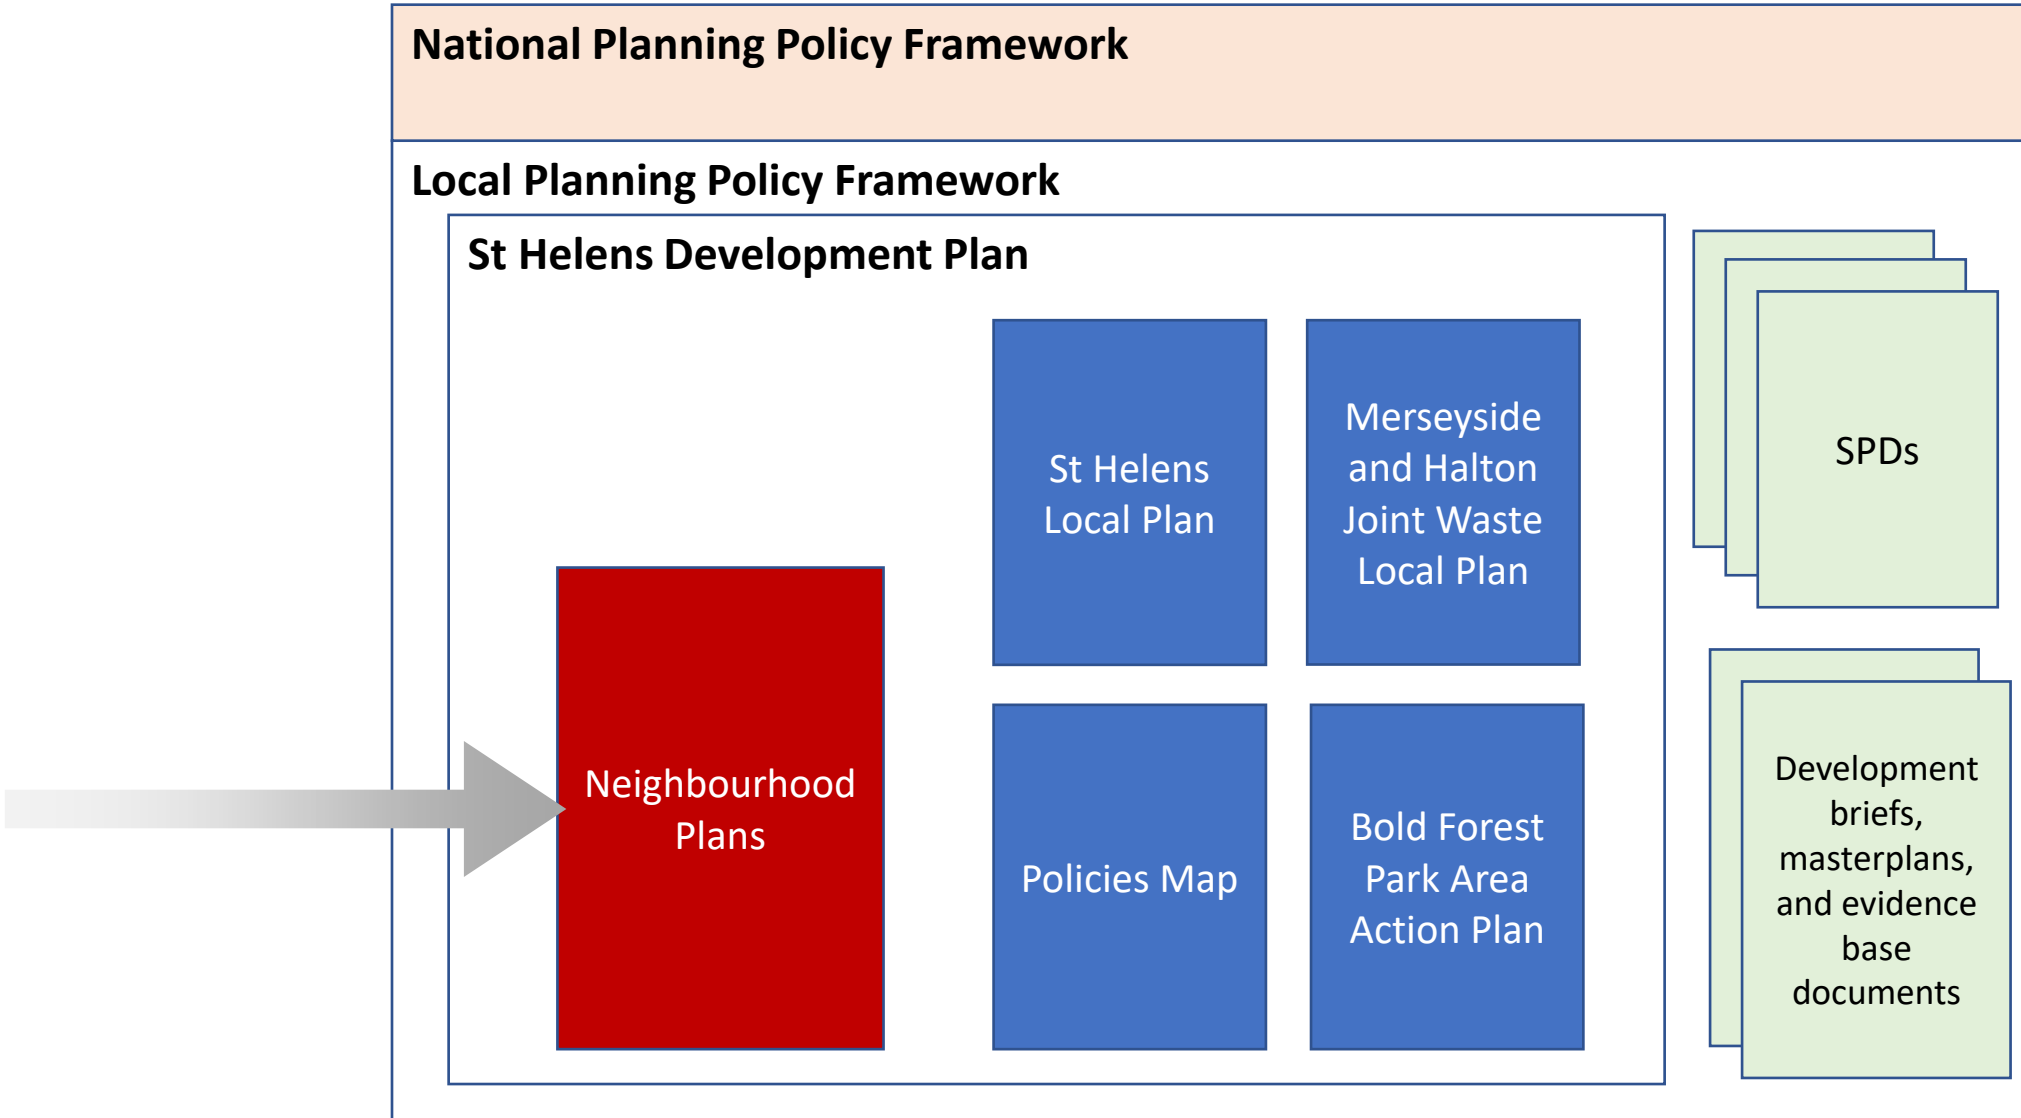 National Planning Policy Framework
Local Planning Policy Framework
St Helens Development Plan
Neighbourhood
Plans
St Helens
Local Plan
Merseyside
and Halton
Joint Waste
Local Plan
Policies Map
Bold Forest
Park Area
Action Plan
SPDs
Development
briefs,
masterplans,
and evidence
base
documents